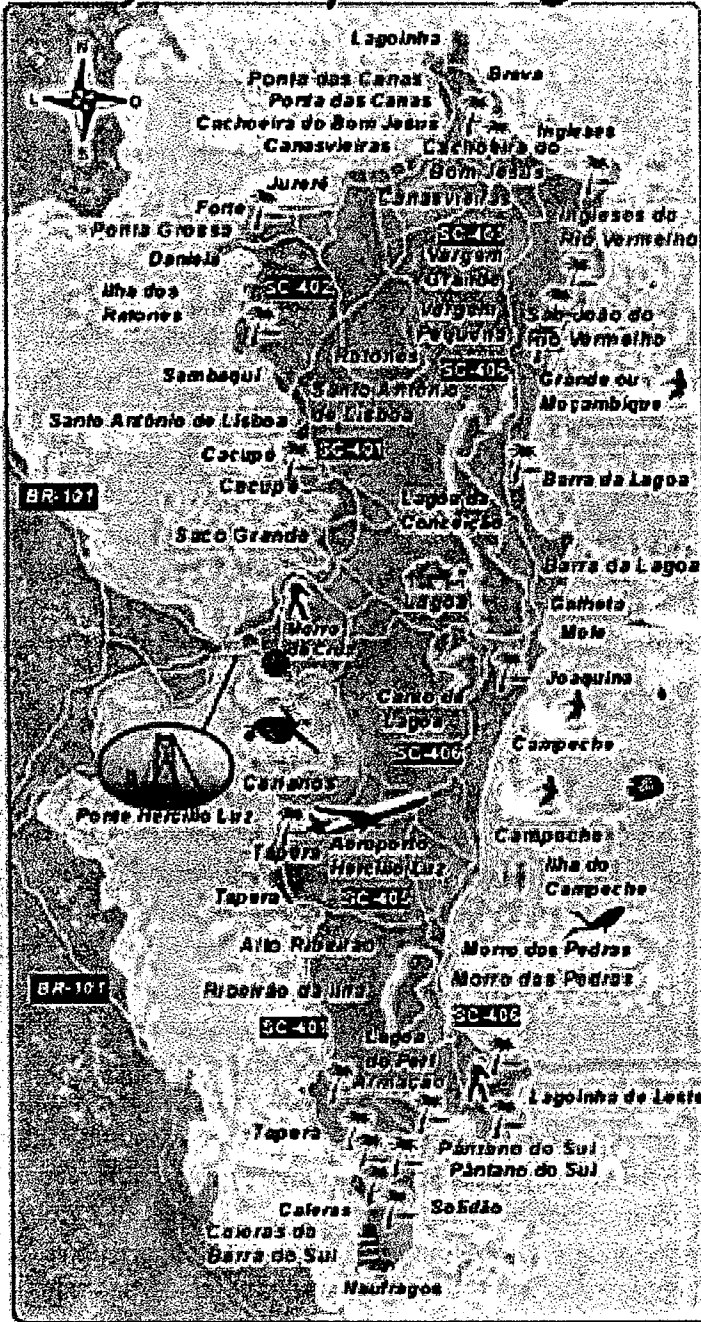 N
L
O
S
Lagoinha
Ponta das Canas
Brava
Ponta das Canas
Cachoeira do Bom Jesus
Canasvieiras
Cachoeira do
Bom Jesus
Ingleses
Jurerê
Canasvieiras
Forte
Ponta Grossa
Ingleses do
Rio Vermelho
SC-403
Daniela
Vargem
Grande
Ilha dos
Ratones
SC-402
Vargem
Pequena
São João do
Rio Vermelho
Ratones
SC-406
Sambaqui
Santo Antônio
de Lisboa
Grande ou
Moçambique
Santo Antônio de Lisboa
Cacupé
SC-401
Barra da Lagoa
BR-101
Cacupé
Lagoa da
Conceição
Saco Grande
Barra da Lagoa
Lagoa
Galheta
Morro
da Cruz
Mole
Joaquina
Canto da
Lagoa
Campeche
SC-406
Carianos
Ponte Hercílio Luz
Campeche
Tapera
Aeroporto
Hercílio Luz
Ilha do
Campeche
Tapera
SC-405
Alto Ribeirão
Morro das Pedras
Morro das Pedras
BR-101
Ribeirão da Ilha
SC-401
SC-406
Lagoa
do Peri
Armação
Lagoinha de Leste
Tapera
Pântano do Sul
Pântano do Sul
Caieras
Solidão
Caieras da
Barra do Sul
Naufragos